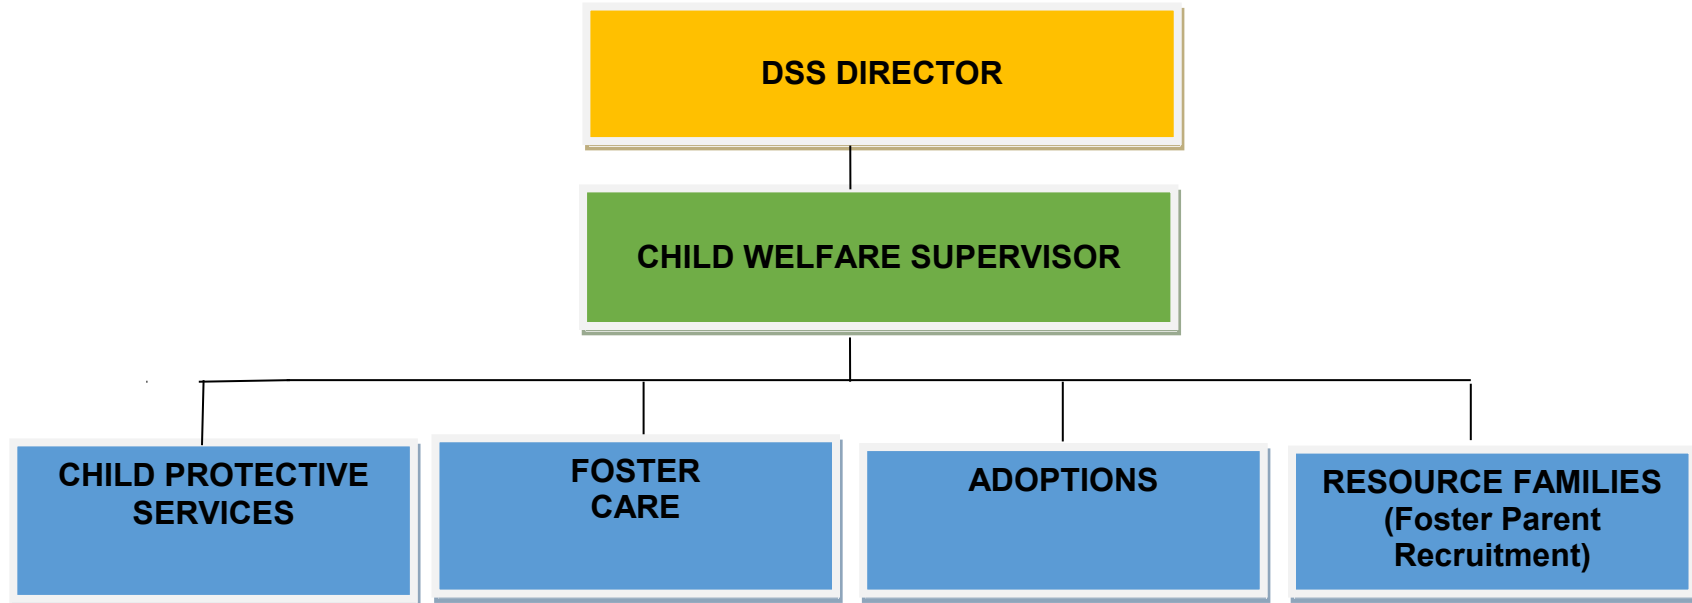 DSS DIRECTOR
CHILD WELFARE SUPERVISOR
CHILD PROTECTIVE
SERVICES
FOSTER
CARE
ADOPTIONS
RESOURCE FAMILIES
(Foster Parent
Recruitment)